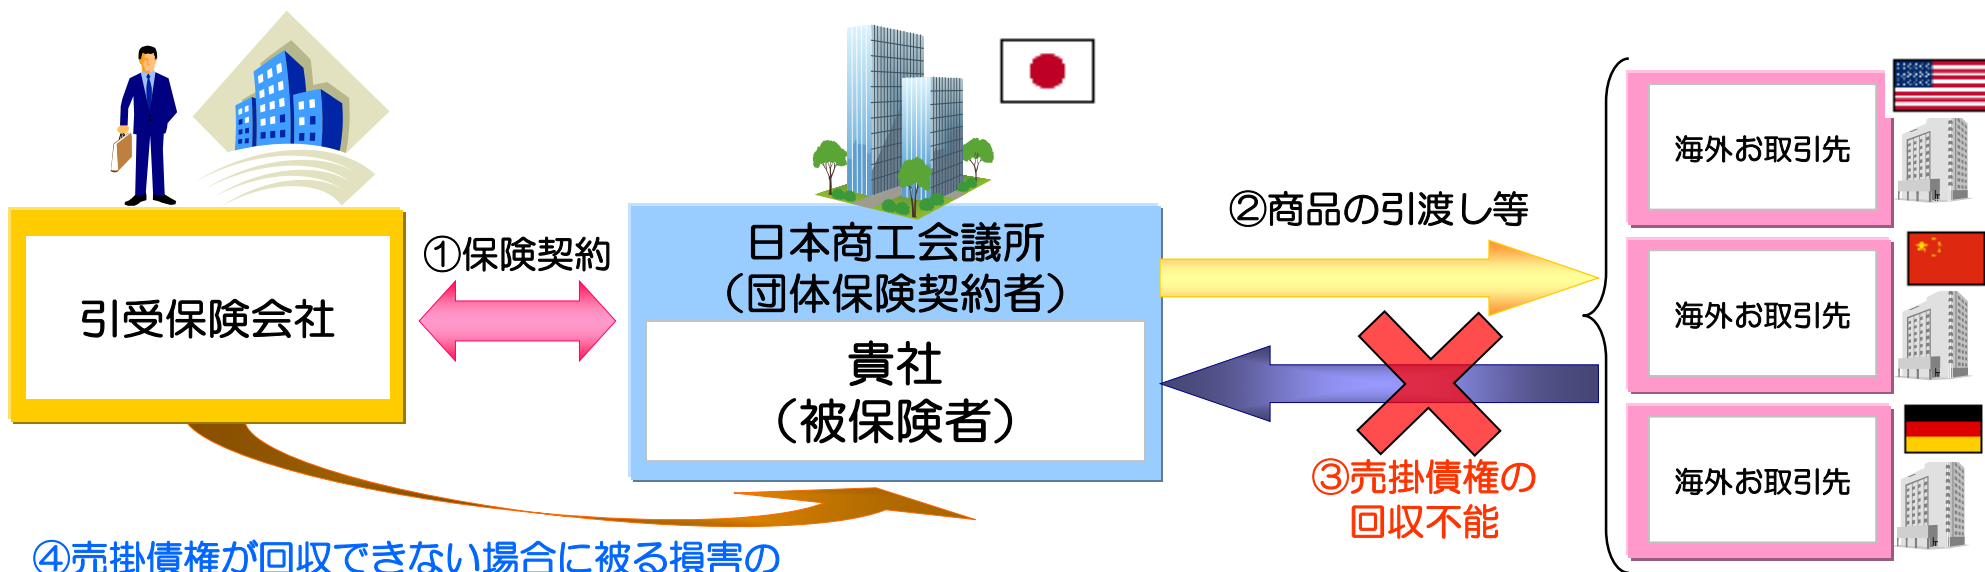 ①保険契約
引受保険会社
日本商工会議所
（団体保険契約者）
貴社
（被保険者）
②商品の引渡し等
③売掛債権の
回収不能
海外お取引先
海外お取引先
海外お取引先
④売掛債権が回収できない場合に被る損害の